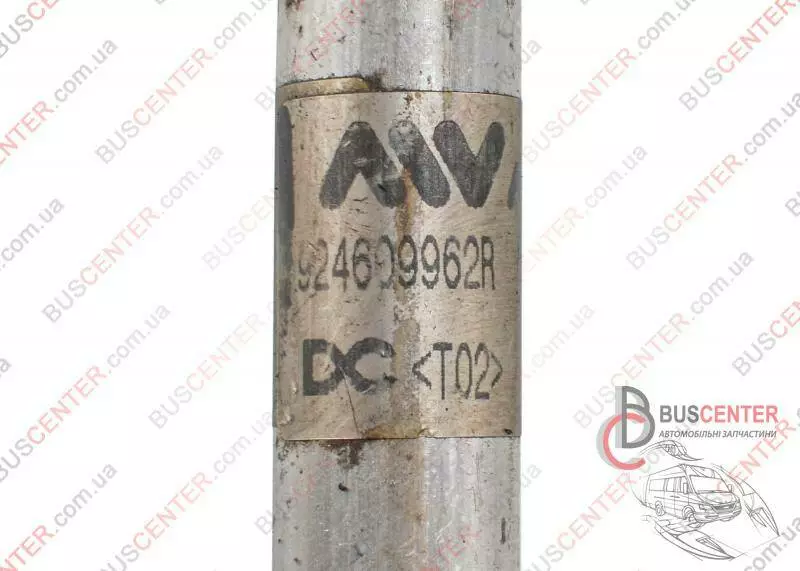 924609962R
DC <T02>
BUSCENTER
АВТОМОБІЛЬНІ ЗАПЧАСТИНИ
BUSCENTER.com.ua